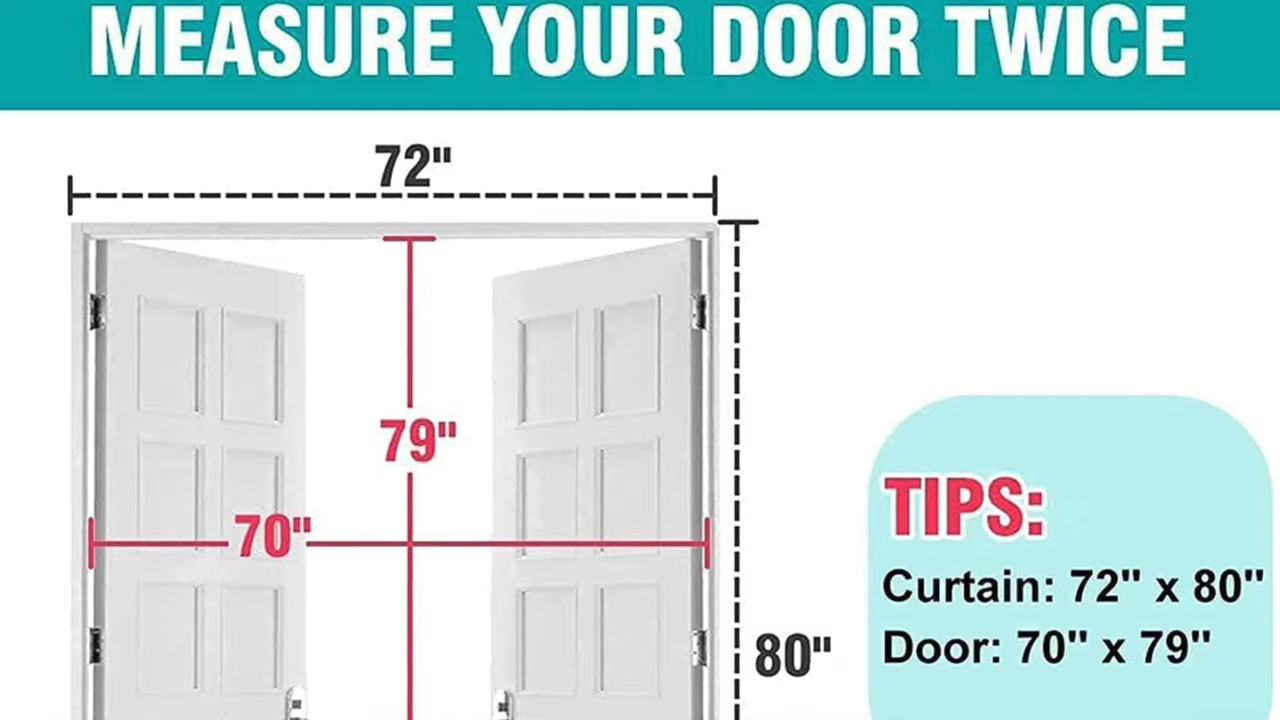 MEASURE YOUR DOOR TWICE
72"
79"
70"
TIPS:
Curtain: 72" x 80"
Door: 70" x 79"
80"